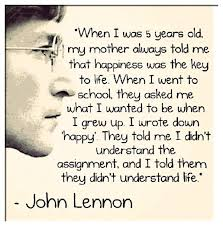 "When I was 5 years old,
my mother always told me
that happiness was the key
to life. When I went to
school, they asked me
what I wanted to be when
I grew up. I wrote down
'happy'. They told me I didn't
understand the
assignment, and I told them
they didn't understand life."
- John Lennon